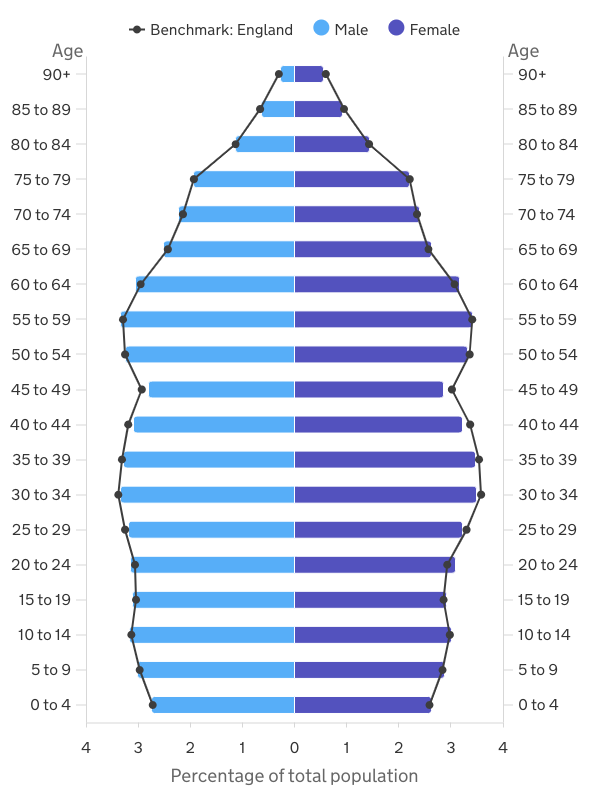 Benchmark: England Male Female
Age Age
90+ 90+
85 to 89 85 to 89
80 to 84 80 to 84
75 to 79 75 to 79
70 to 74 70 to 74
65 to 69 65 to 69
60 to 64 60 to 64
55 to 59 55 to 59
50 to 54 50 to 54
45 to 49 45 to 49
40 to 44 40 to 44
35 to 39 35 to 39
30 to 34 30 to 34
25 to 29 25 to 29
20 to 24 20 to 24
15 to 19 15 to 19
10 to 14 10 to 14
5 to 9 5 to 9
0 to 4 0 to 4
4 3 2 1 0 1 2 3 4
Percentage of total population